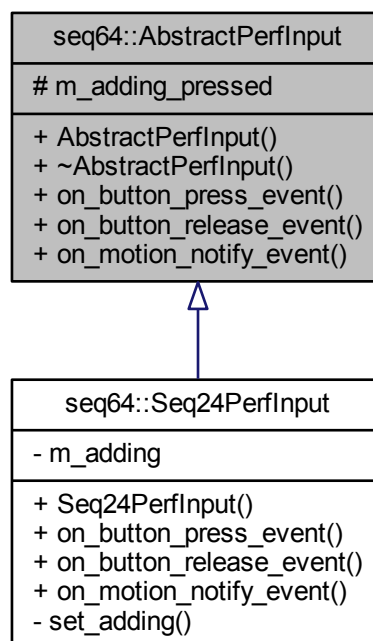 seq64::AbstractPerfInput
# m_adding_pressed
+ AbstractPerfInput()
+ ~AbstractPerfInput()
+ on_button_press_event()
+ on_button_release_event()
+ on_motion_notify_event()
seq64::Seq24PerfInput
- m_adding
+ Seq24PerfInput()
+ on_button_press_event()
+ on_button_release_event()
+ on_motion_notify_event()
- set_adding()